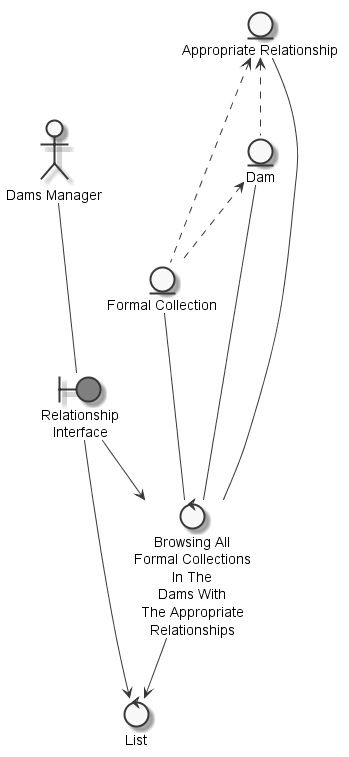 Appropriate Relationship
Dam
Dams Manager
Formal Collection
Relationship
Interface
Browsing All
Formal Collections
In The
Dams With
The Appropriate
Relationships
List